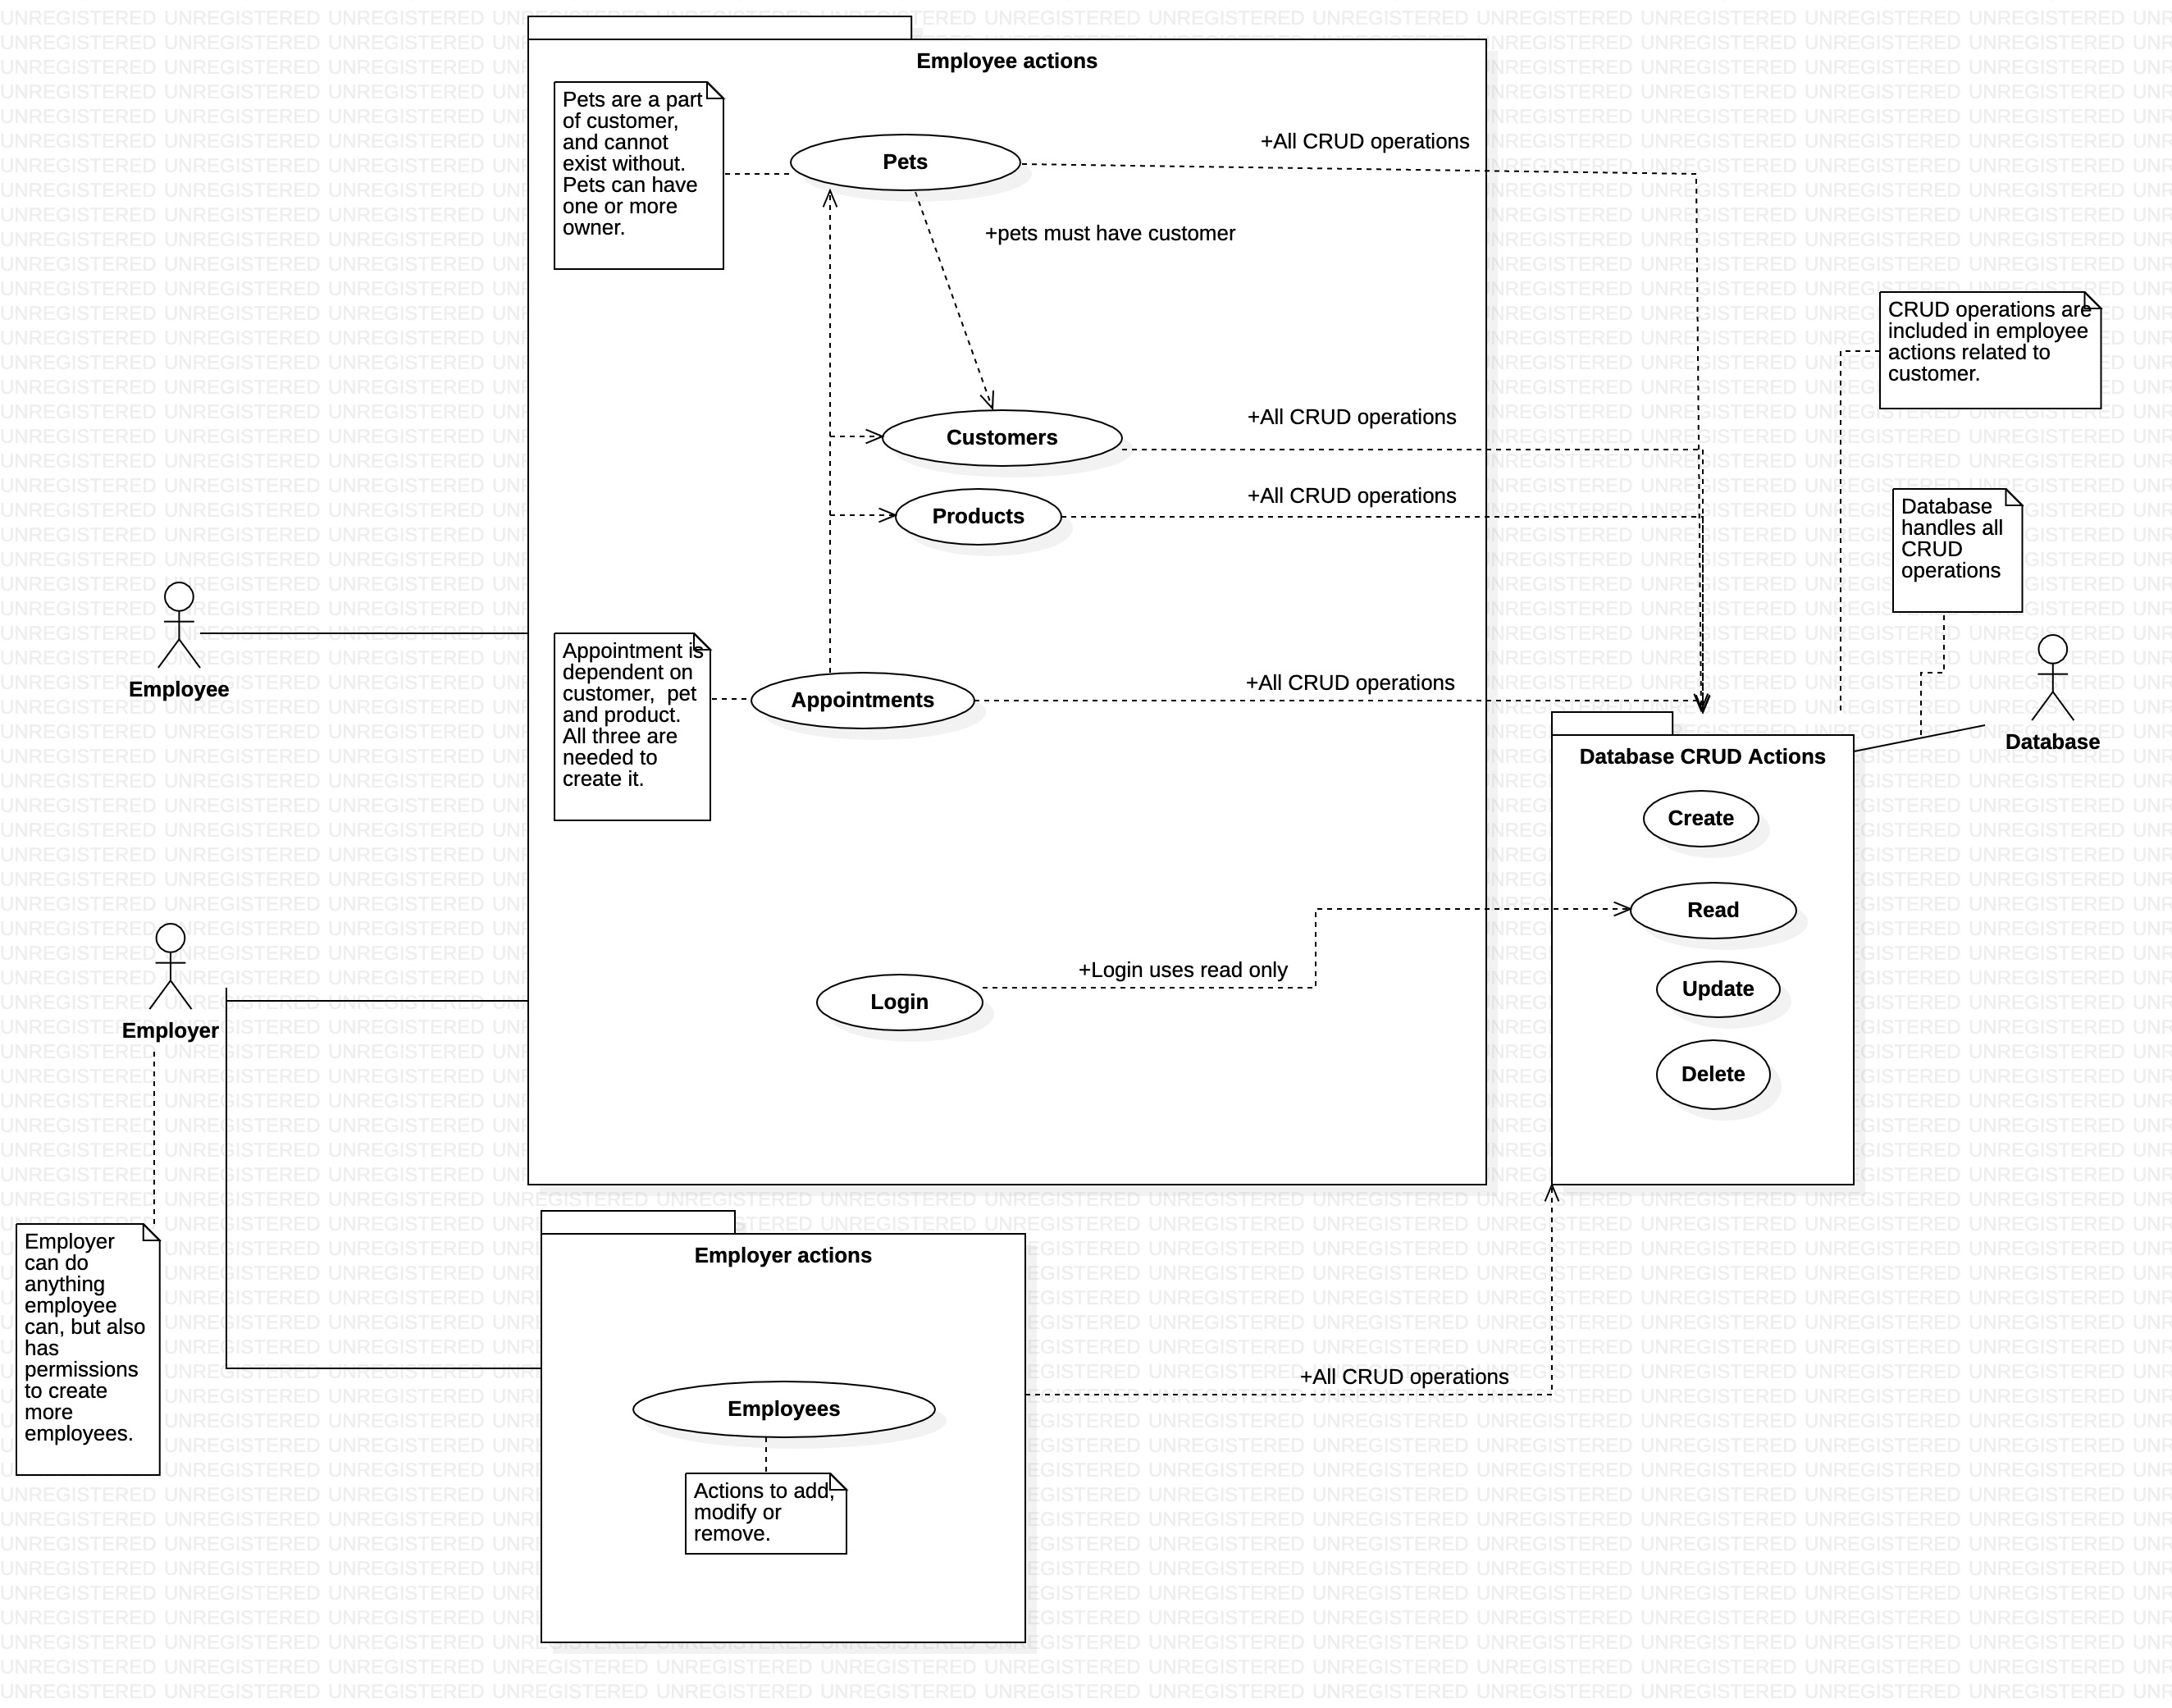 Employee actions
Pets are a part
of customer,
and cannot
exist without.
Pets can have
one or more
owner.
Pets
+All CRUD operations
+pets must have customer
CRUD operations are
included in employee
actions related to
customer.
Customers
+All CRUD operations
Products
+All CRUD operations
Database
handles all
CRUD
operations
Employee
Appointment is
dependent on
customer,  pet
and product.
All three are
needed to
create it.
Appointments
+All CRUD operations
Database
Database CRUD Actions
Create
Read
Update
Delete
+Login uses read only
Login
Employer
Employer
can do
anything
employee
can, but also
has
permissions
to create
more
employees.
Employer actions
+All CRUD operations
Employees
Actions to add,
modify or
remove.
UNREGISTERED